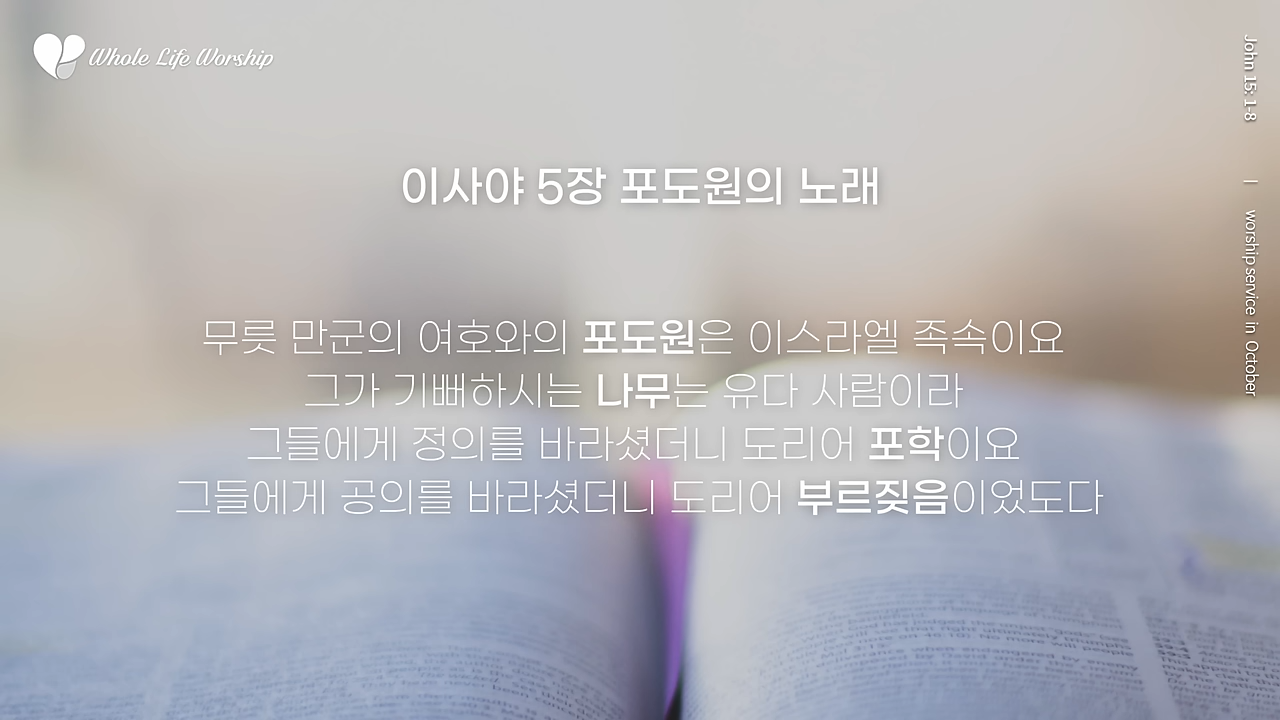 Whole Life Worship
John 15: 1-8 | worship service in October
이사야 5장 포도원의 노래
무릇 만군의 여호와의 포도원은 이스라엘 족속이요
그가 기뻐하시는 나무는 유다 사람이라
그들에게 정의를 바라셨더니 도리어 포학이요
그들에게 공의를 바라셨더니 도리어 부르짖음이었도다